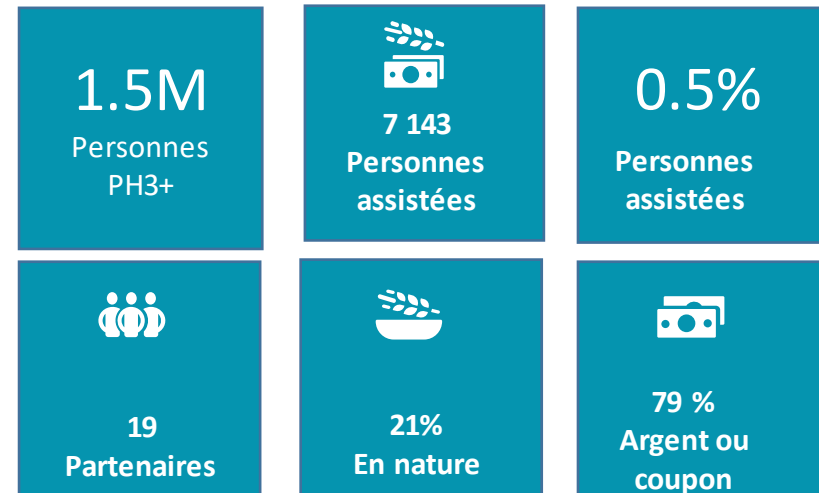 1.5M
Personnes
PH3+
7 143
Personnes
assistées
0.5%
Personnes
assistées
19
Partenaires
21%
En nature
79 %
Argent ou
coupon